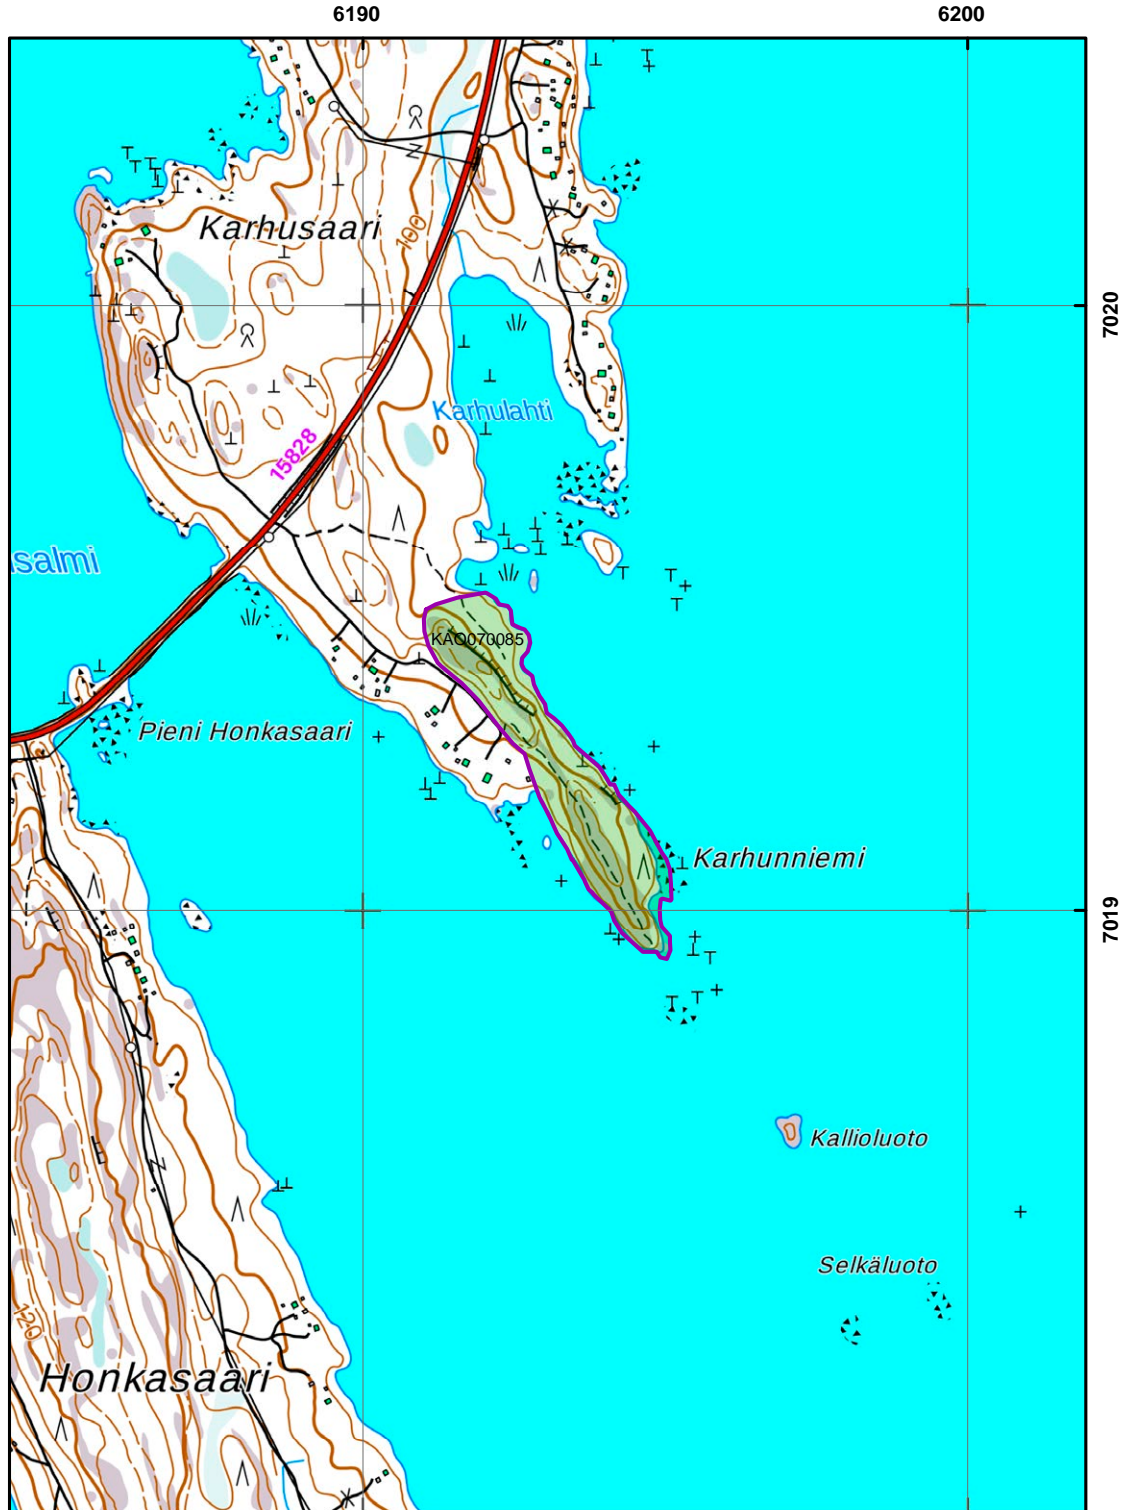 6190
6200
Karhusaari
100
7020
Karhulahti
15828
salmi
KAO070085
Pieni Honkasaari
Karhunniemi
7019
Kallioluoto
Selkäluoto
120
Honkasaari